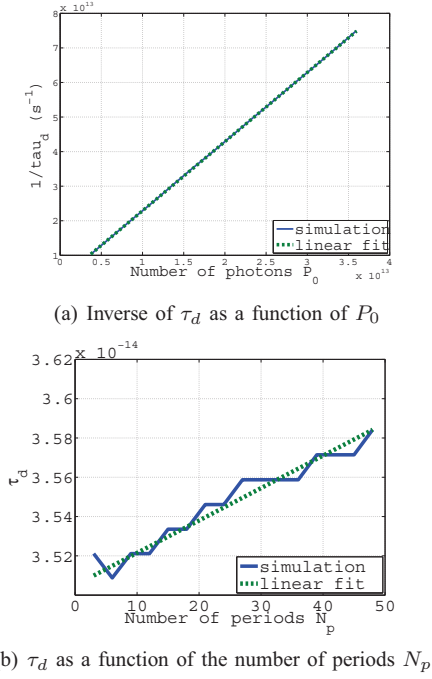 x 10^13
8
7
6
5
4
3
2
1
1/tau_d (s^-1)
0 0.5 1 1.5 2 2.5 3 3.5 4
x 10^13
Number of photons P_0
simulation
linear fit
(a) Inverse of τ_d as a function of P_0
x 10^-14
3.62
3.6
3.58
3.56
3.54
3.52
τ_d
0 10 20 30 40 50
Number of periods N_p
simulation
linear fit
b) τ_d as a function of the number of periods N_p